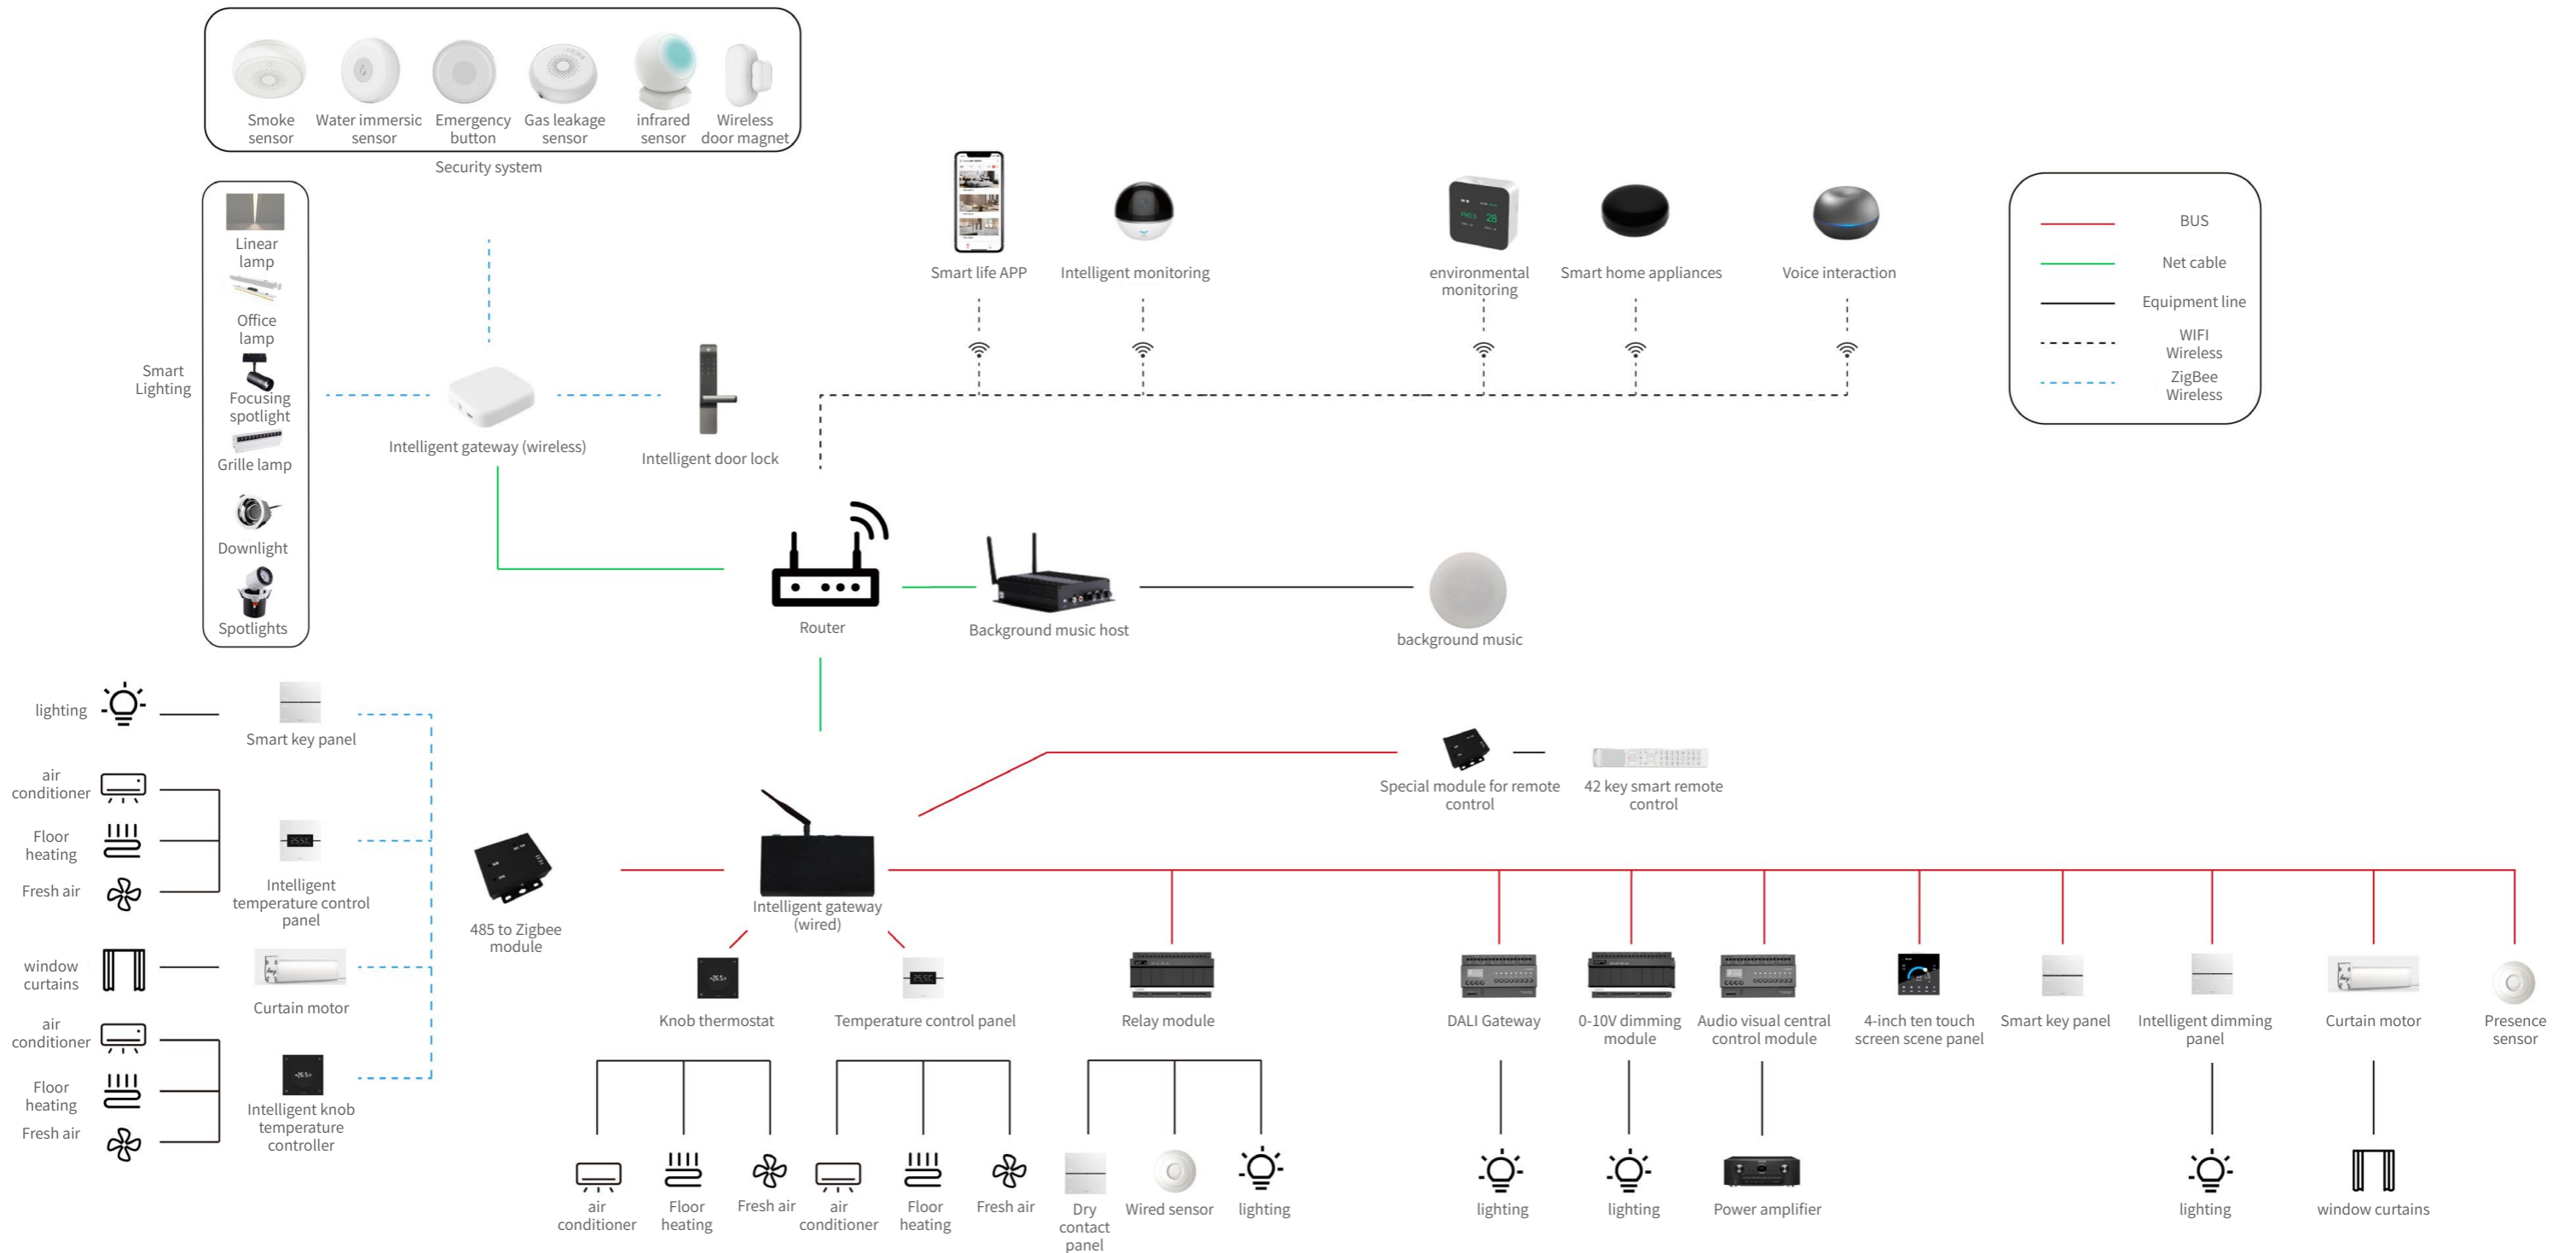 Smoke
sensor
Water immersic
sensor
Emergency
button
Gas leakage
sensor
infrared
sensor
Wireless
door magnet
Security system
Linear
lamp
Office
lamp
Focusing
spotlight
Grille lamp
Downlight
Spotlights
Smart
Lighting
Intelligent gateway (wireless)
Intelligent door lock
Smart life APP
Intelligent monitoring
PM2.5 28
environmental
monitoring
Smart home appliances
Voice interaction
BUS
Net cable
Equipment line
WIFI
Wireless
ZigBee
Wireless
Router
Background music host
background music
lighting
Smart key panel
air
conditioner
Floor
heating
Fresh air
Intelligent
temperature control
panel
window
curtains
Curtain motor
air
conditioner
Floor
heating
Fresh air
Intelligent knob
temperature
controller
485 to Zigbee
module
Intelligent gateway
(wired)
Special module for remote
control
42 key smart remote
control
Knob thermostat
Temperature control panel
Relay module
DALI Gateway
0-10V dimming
module
Audio visual central
control module
4-inch ten touch
screen scene panel
Smart key panel
Intelligent dimming
panel
Curtain motor
Presence
sensor
air
conditioner
Floor
heating
Fresh air
air
conditioner
Floor
heating
Fresh air
Dry
contact
panel
Wired sensor
lighting
lighting
lighting
Power amplifier
lighting
window curtains